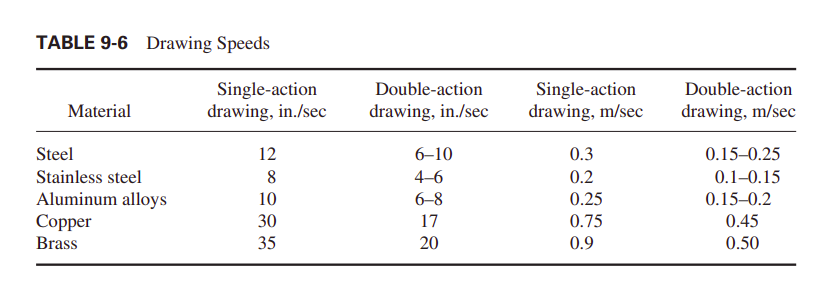 TABLE 9-6 Drawing Speeds
Single-action Double-action Single-action Double-action
Material drawing, in./sec drawing, in./sec drawing, m/sec drawing, m/sec
Steel 12 6–10 0.3 0.15–0.25
Stainless steel 8 4–6 0.2 0.1–0.15
Aluminum alloys 10 6–8 0.25 0.15–0.2
Copper 30 17 0.75 0.45
Brass 35 20 0.9 0.50